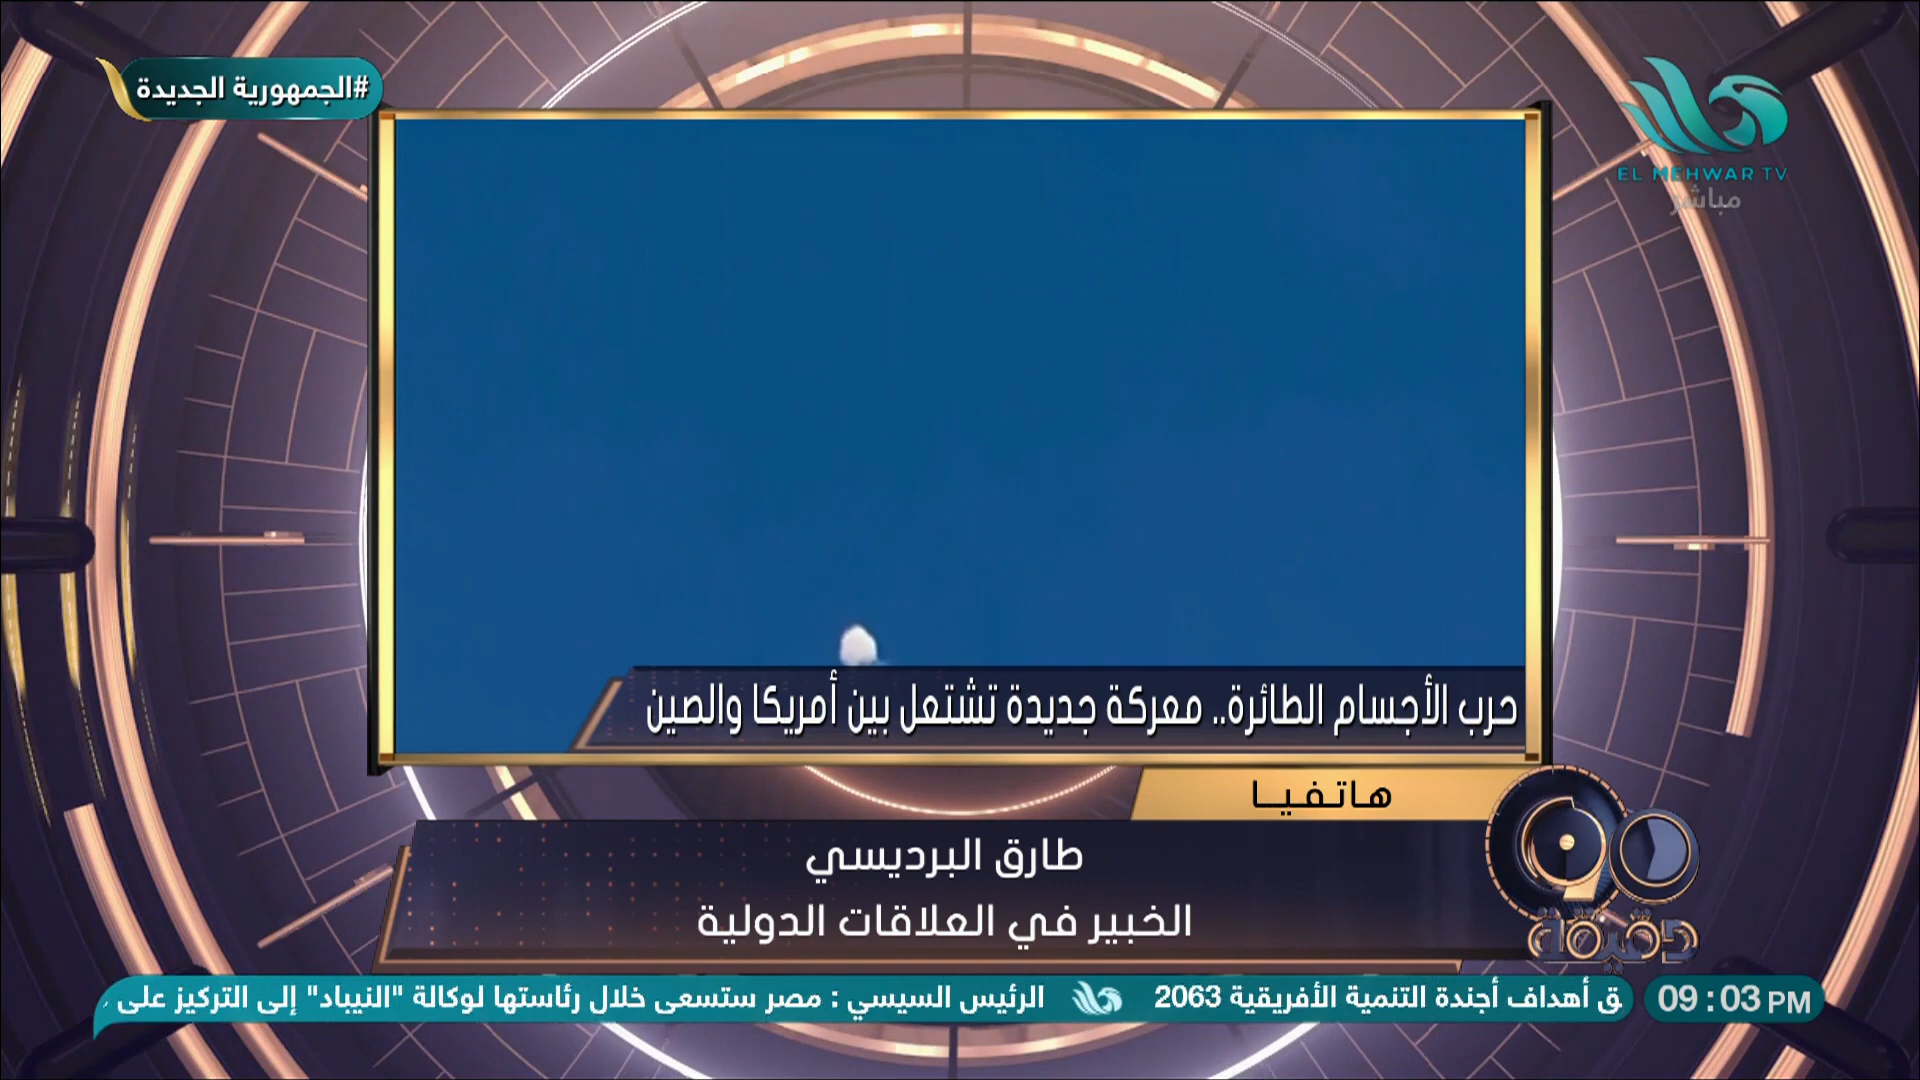 #الجمهورية الجديدة
EL MEHWAR TV
مباشر
حرب الأجسام الطائرة.. معركة جديدة تشتعل بين أمريكا والصين
هاتفيا
طارق البرديسي
الخبير في العلاقات الدولية
90
دقيقة
ق أهداف أجندة التنمية الأفريقية 2063
الرئيس السيسي : مصر ستسعى خلال رئاستها لوكالة "النيباد" إلى التركيز على
09:03 PM